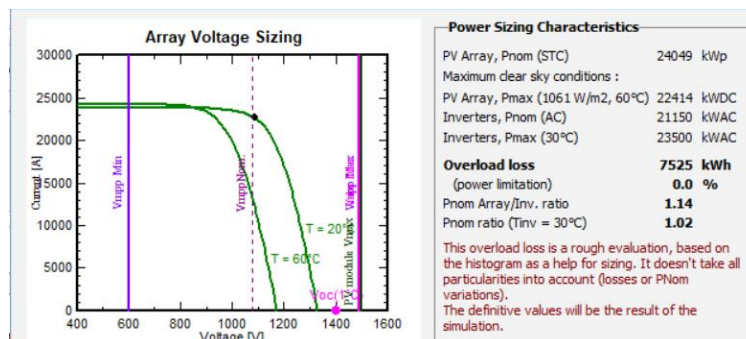 Array Voltage Sizing
30000
25000
20000
15000
10000
5000
0
Current [A]
400
600
800
1000
1200
1400
1600
Voltage [V]
Vmpp Min
Vmpp Nom.
PV module Vmax
T = 20°
T = 60°C
Power Sizing Characteristics
PV Array, Pnom (STC) 24049 kWp
Maximum clear sky conditions :
PV Array, Pmax (1061 W/m2, 60°C) 22414 kWDC
Inverters, Pnom (AC) 21150 kWAC
Inverters, Pmax (30°C) 23500 kWAC
Overload loss 7525 kWh
(power limitation) 0.0 %
Pnom Array/Inv. ratio 1.14
Pnom ratio (Tinv = 30°C) 1.02
This overload loss is a rough evaluation, based on
the histogram as a help for sizing. It doesn't take all
particularities into account (losses or PNom
variations).
The definitive values will be the result of the
simulation.